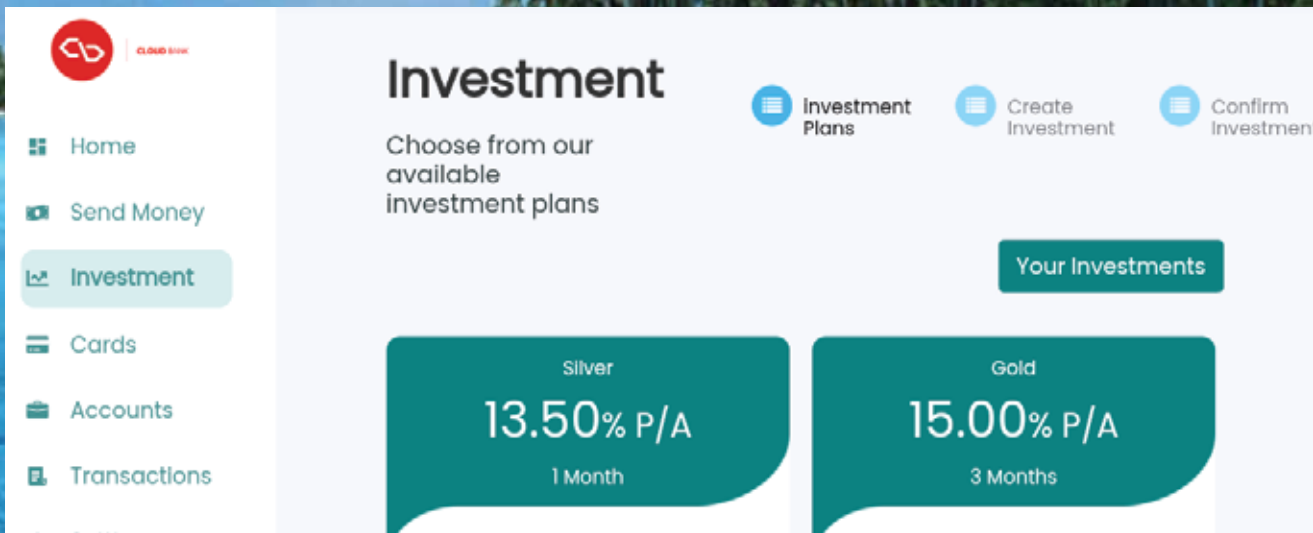 CLOUD BANK
Investment
Choose from our
available
investment plans
investment
Plans
Create
Investment
Confirm
Investment
Home
Send Money
Investment
Cards
Accounts
Transactions
Your Investments
Silver
13.50% P/A
1 Month
Gold
15.00% P/A
3 Months